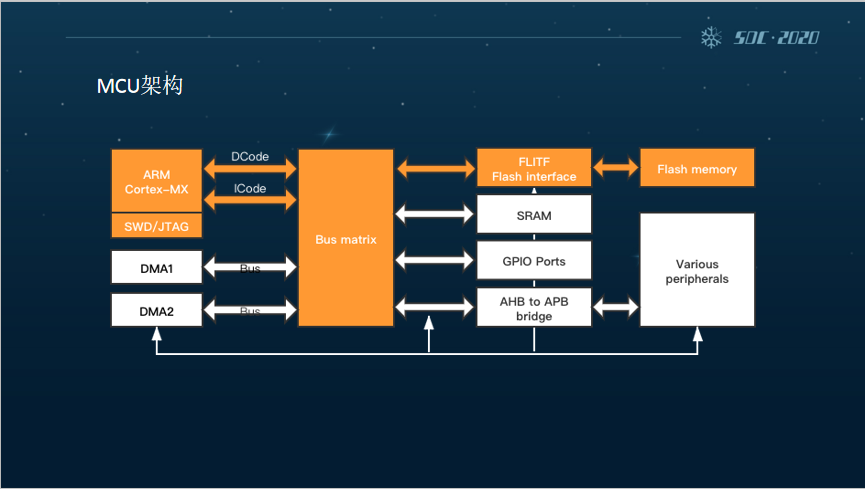 SDC·2020
MCU架构
DCode
ICode
ARM
Cortex-MX
SWD/JTAG
DMA1
Bus
DMA2
Bus
Bus matrix
FLITF
Flash interface
SRAM
GPIO Ports
AHB to APB
bridge
Flash memory
Various
peripherals